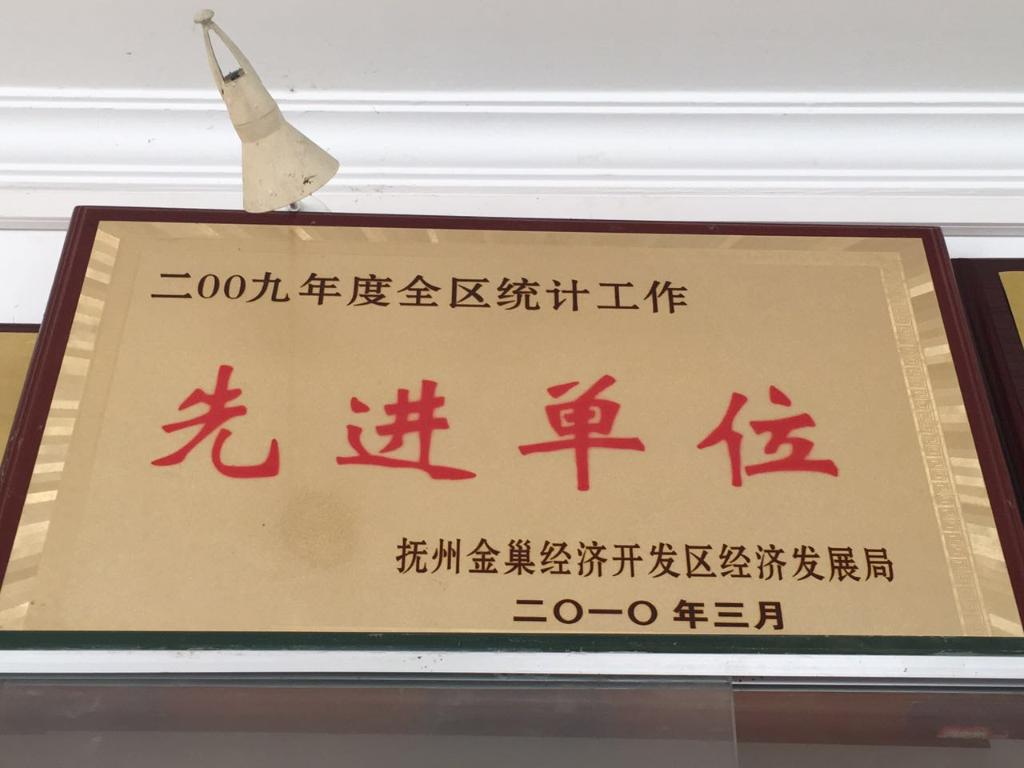 二00九年度全区统计工作
先进单位
抚州金巢经济开发区经济发展局
二〇一〇年三月